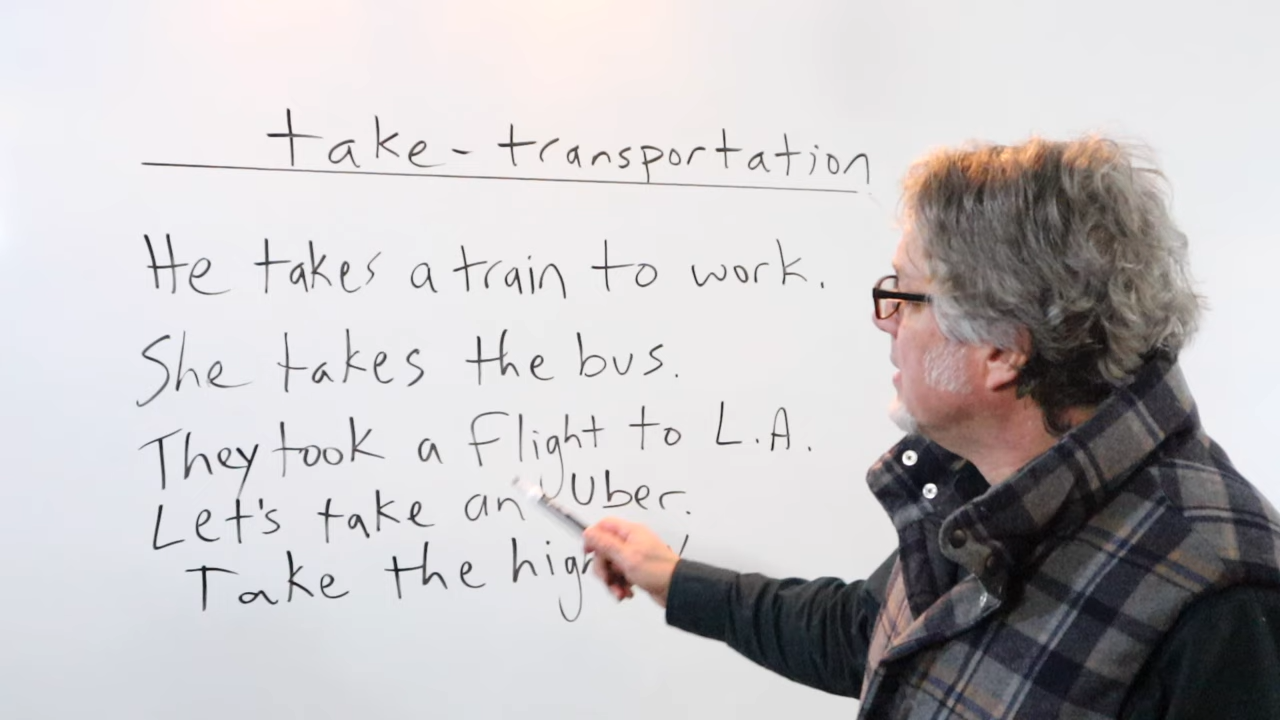 take - transportation
He takes a train to work.
She takes the bus.
They took a flight to L.A.
Let's take an Uber.
Take the